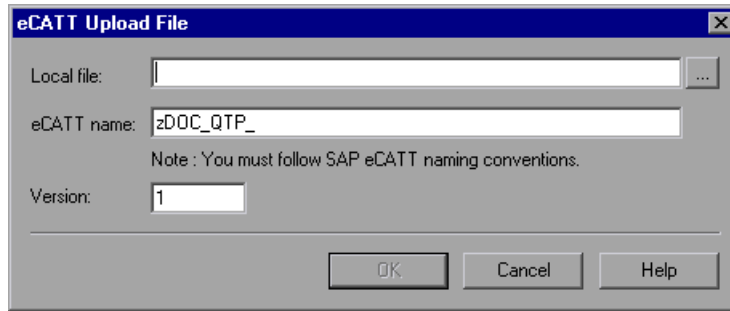 eCATT Upload File
Local file:
...
eCATT name: zDOC_QTP_
Note : You must follow SAP eCATT naming conventions.
Version: 1
OK Cancel Help